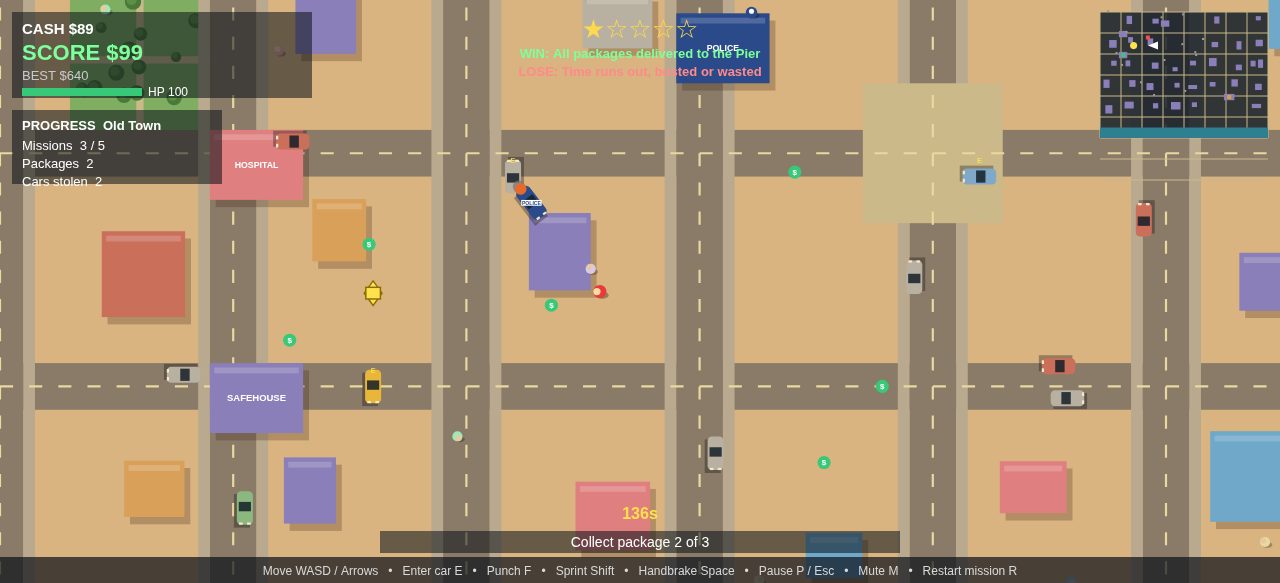 CASH $89
SCORE $99
BEST $640
HP 100
PROGRESS Old Town
Missions 3 / 5
Packages 2
Cars stolen 2
★☆☆☆☆
WIN: All packages delivered to the Pier
LOSE: Time runs out, busted or wasted
POLICE
HOSPITAL
E
POLICE
E
$
$
$
$
E
SAFEHOUSE
$
$
136s
Collect package 2 of 3
Move WASD / Arrows • Enter car E • Punch F • Sprint Shift • Handbrake Space • Pause P / Esc • Mute M • Restart mission R